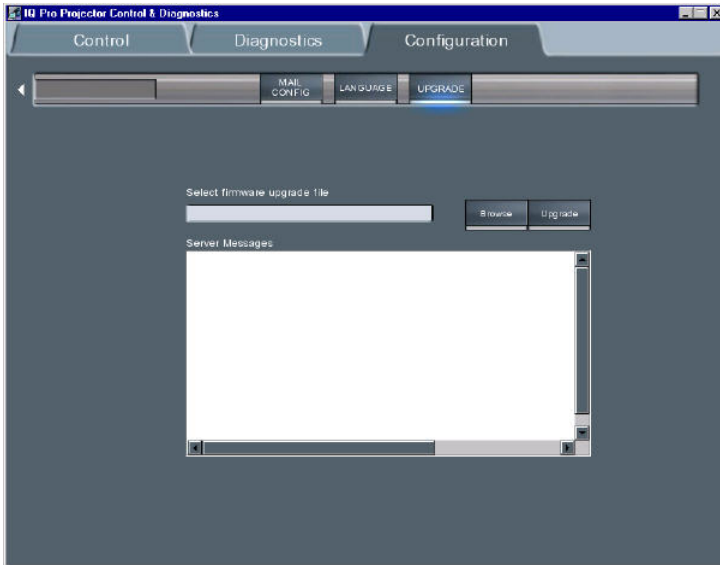 IQ Pro Projector Control & Diagnostics
Control
Diagnostics
Configuration
MAIL
CONFIG
LANGUAGE
UPGRADE
Select firmware upgrade file
Browse
Upgrade
Server Messages